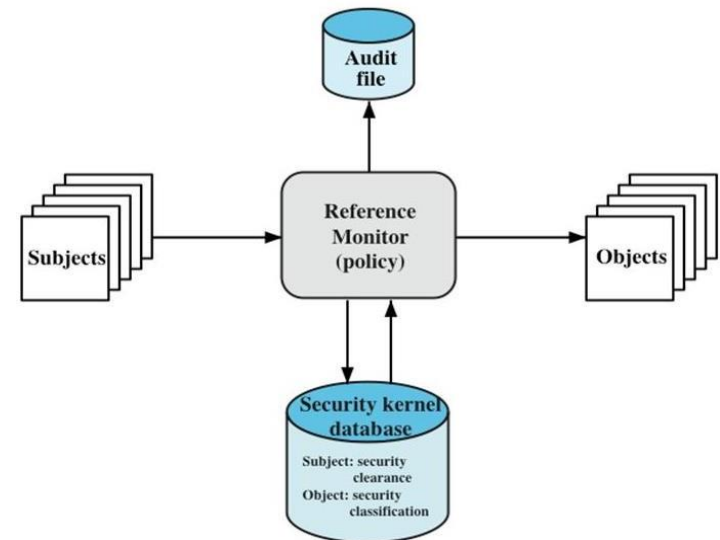 Audit
file
Reference
Monitor
(policy)
Subjects
Objects
Security kernel
database
Subject: security
clearance
Object: security
classification